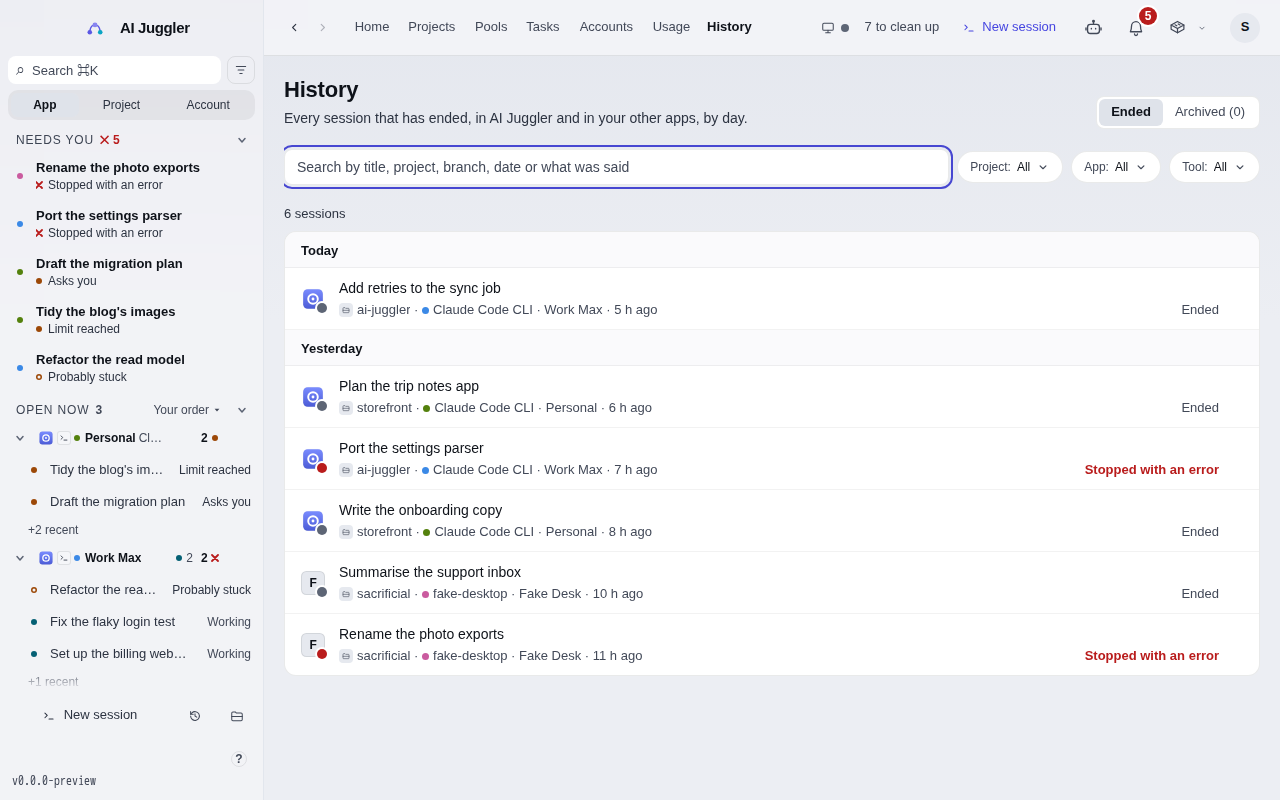 AI Juggler
Search ⌘K
App Project Account
NEEDS YOU 5
Rename the photo exports
Stopped with an error
Port the settings parser
Stopped with an error
Draft the migration plan
Asks you
Tidy the blog's images
Limit reached
Refactor the read model
Probably stuck
OPEN NOW 3 Your order
Personal Cl… 2
Tidy the blog's im… Limit reached
Draft the migration plan Asks you
+2 recent
Work Max 2 2
Refactor the rea… Probably stuck
Fix the flaky login test Working
Set up the billing web… Working
+1 recent
New session
?
v0.0.0-preview
Home Projects Pools Tasks Accounts Usage History 7 to clean up New session 5 S
History
Every session that has ended, in AI Juggler and in your other apps, by day.
Ended Archived (0)
Search by title, project, branch, date or what was said
Project: All App: All Tool: All
6 sessions
Today
Add retries to the sync job
ai-juggler · Claude Code CLI · Work Max · 5 h ago Ended
Yesterday
Plan the trip notes app
storefront · Claude Code CLI · Personal · 6 h ago Ended
Port the settings parser
ai-juggler · Claude Code CLI · Work Max · 7 h ago Stopped with an error
Write the onboarding copy
storefront · Claude Code CLI · Personal · 8 h ago Ended
F
Summarise the support inbox
sacrificial · fake-desktop · Fake Desk · 10 h ago Ended
F
Rename the photo exports
sacrificial · fake-desktop · Fake Desk · 11 h ago Stopped with an error